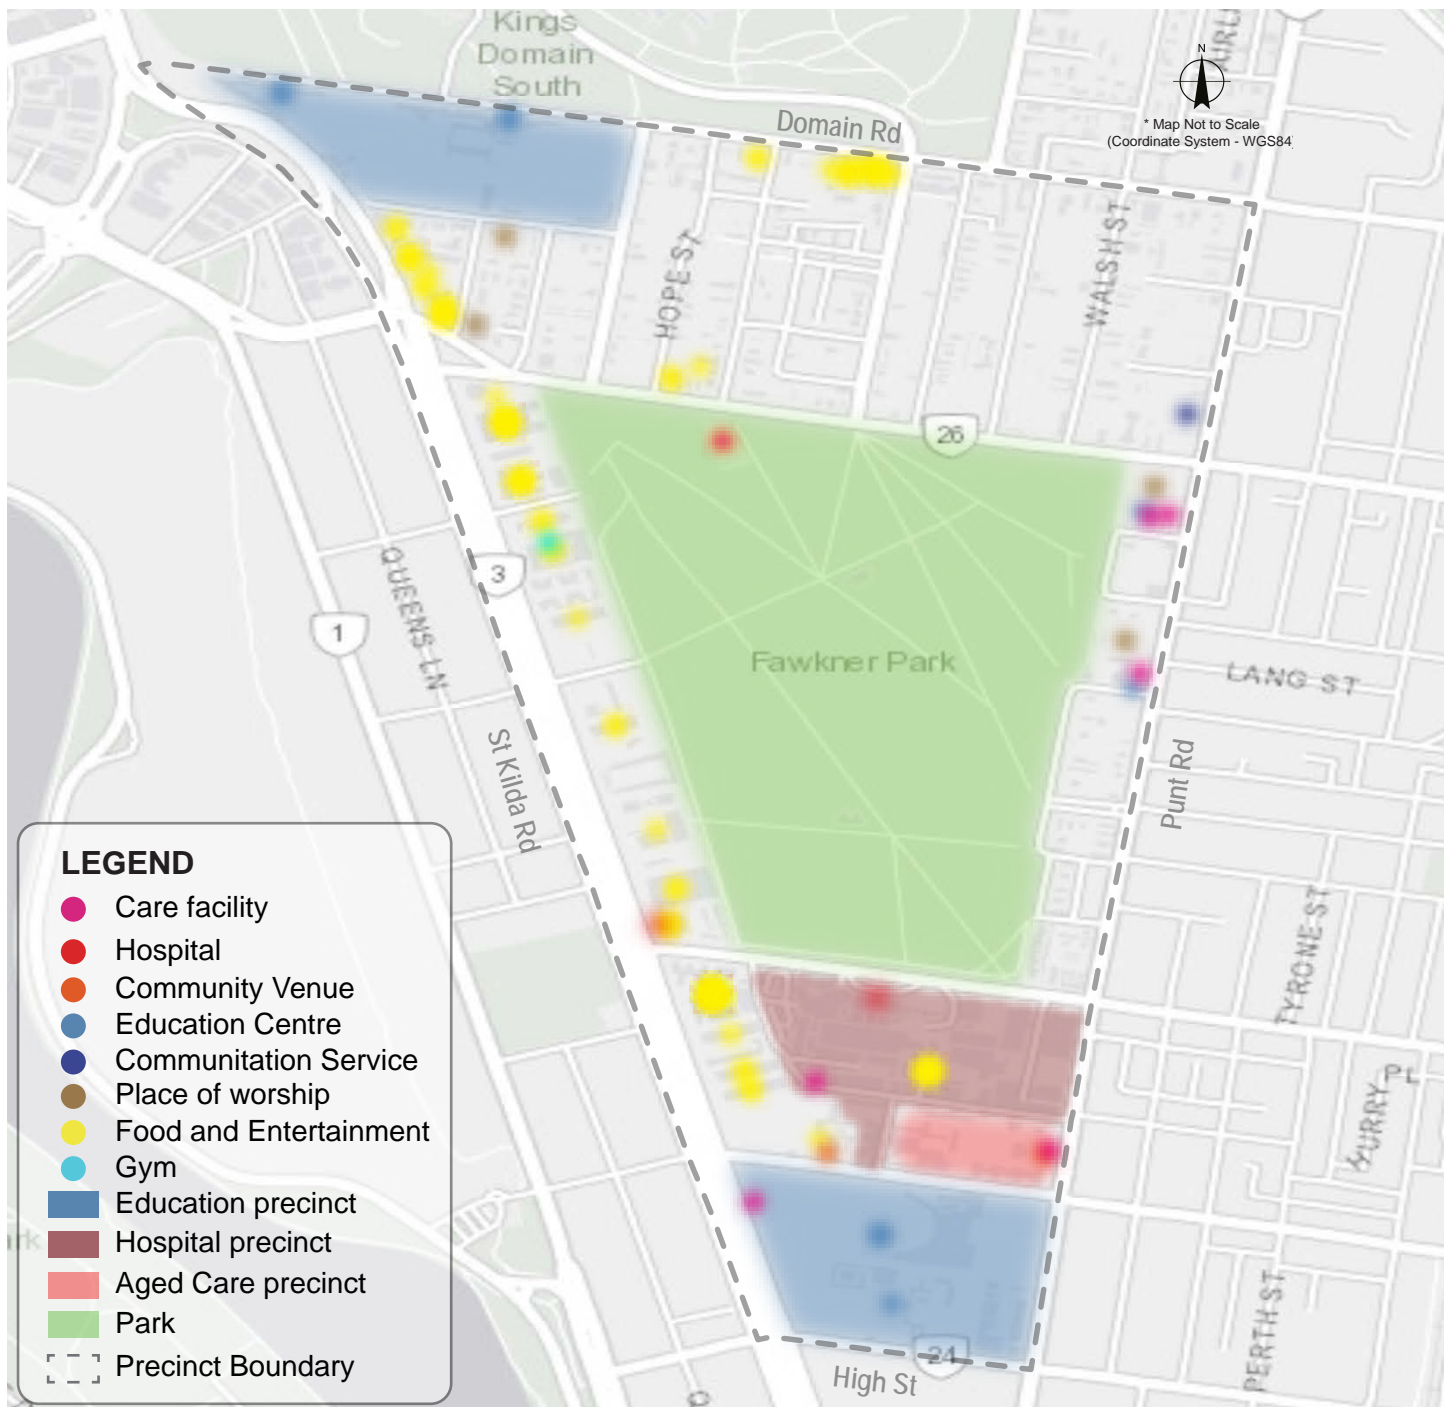 Kings
Domain
South
N
AIRLI
* Map Not to Scale
(Coordinate System - WGS84)
Domain Rd
HOPE ST
WALSH ST
26
3
1
QUEENS LN
Fawkner Park
LANG ST
St Kilda Rd
Punt Rd
TYRONE ST
PL
PERTH ST
24
High St
ark
LEGEND
Care facility
Hospital
Community Venue
Education Centre
Communitation Service
Place of worship
Food and Entertainment
Gym
Education precinct
Hospital precinct
Aged Care precinct
Park
Precinct Boundary